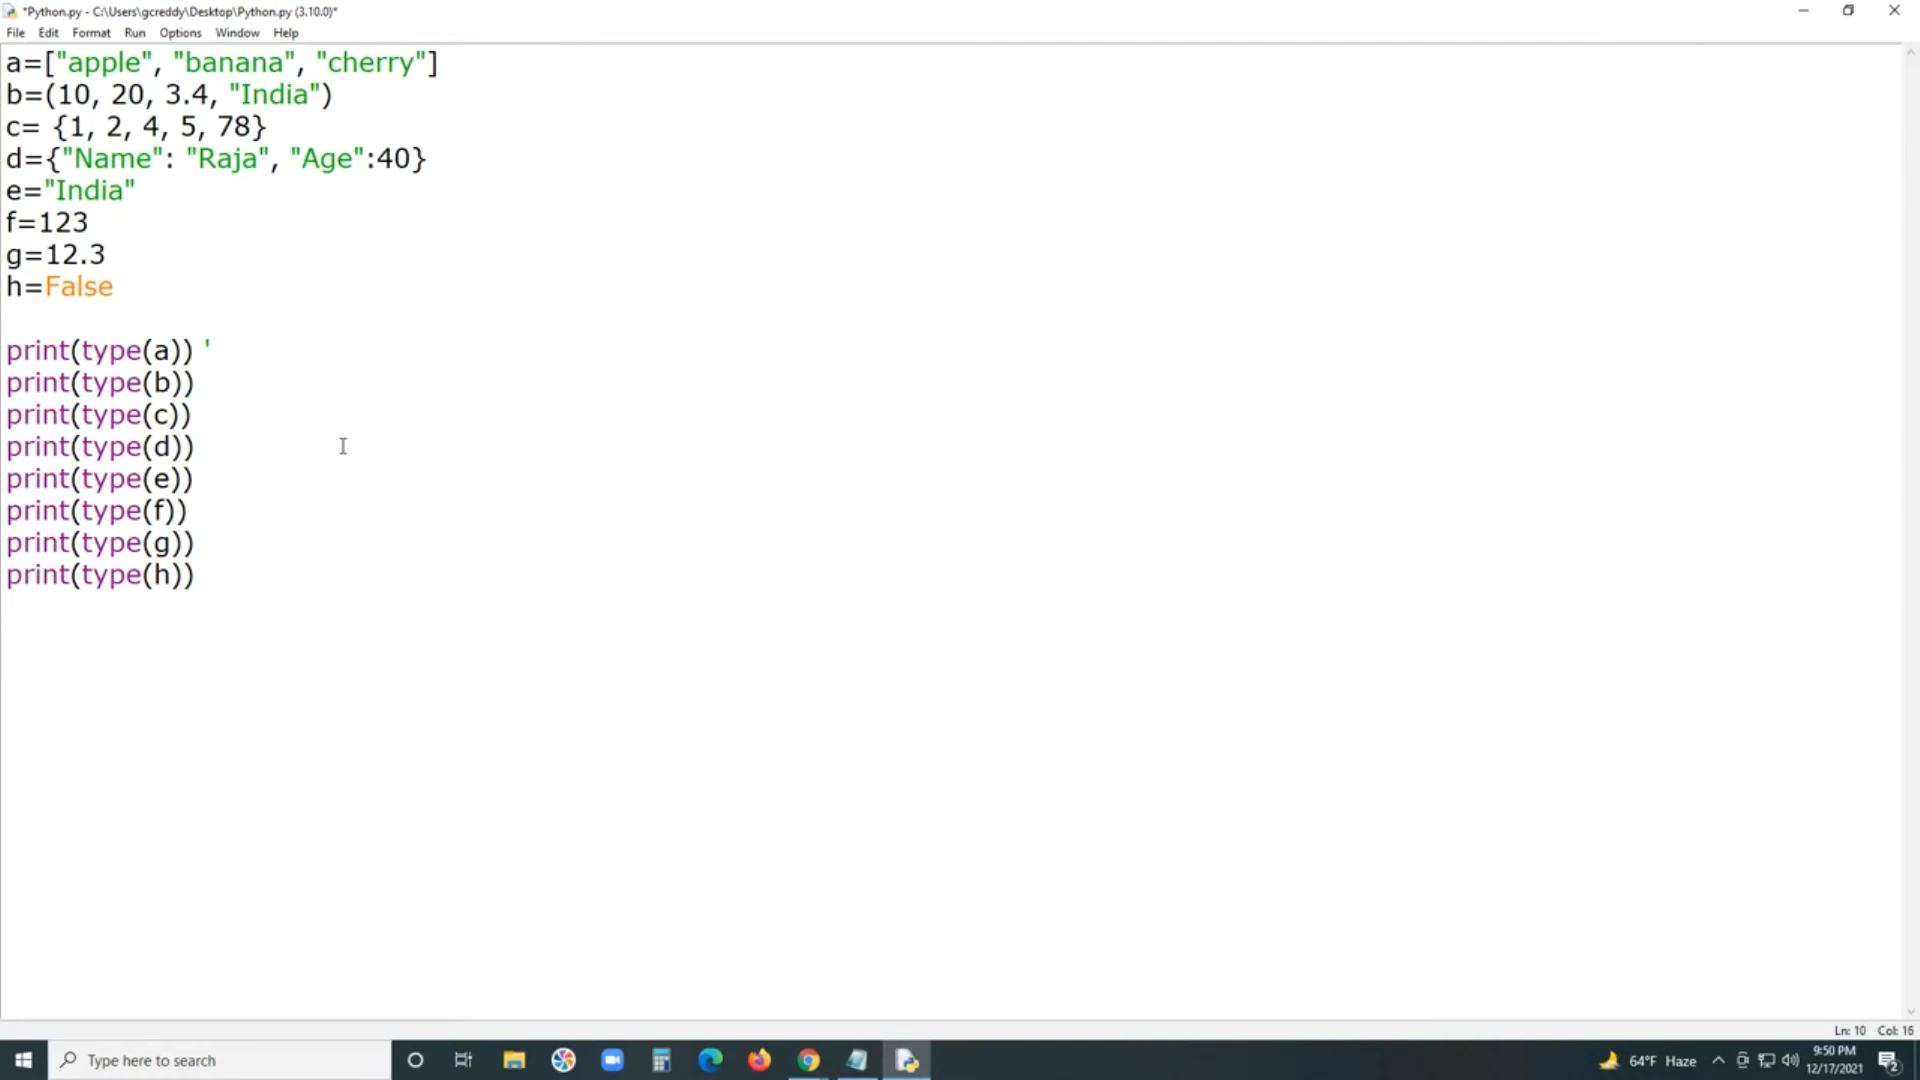 *Python.py - C:\Users\gcreddy\Desktop\Python.py (3.10.0)*
File Edit Format Run Options Window Help
a=["apple", "banana", "cherry"]
b=(10, 20, 3.4, "India")
c= {1, 2, 4, 5, 78}
d={"Name": "Raja", "Age":40}
e="India"
f=123
g=12.3
h=False
print(type(a)) '
print(type(b))
print(type(c))
print(type(d))
print(type(e))
print(type(f))
print(type(g))
print(type(h))
Ln: 10 Col: 16
Type here to search
64°F Haze
9:50 PM
12/17/2021
2